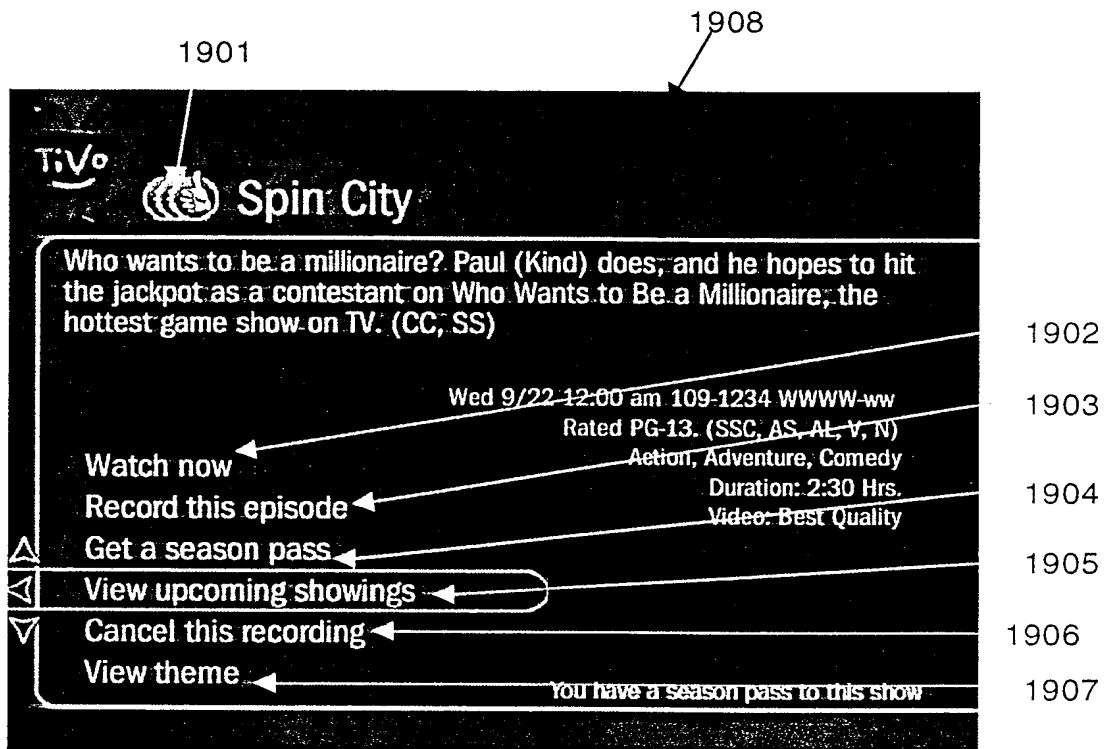 1908
1901
TiVo
Spin City
Who wants to be a millionaire? Paul (Kind) does, and he hopes to hit
the jackpot as a contestant on Who Wants to Be a Millionaire, the
hottest game show on TV. (CC, SS)
1902
Wed 9/22 12:00 am 109-1234 WWWW-ww
1903
Rated PG-13. (SSC, AS, AL, V, N)
Watch now
Action, Adventure, Comedy
Duration: 2:30 Hrs.
1904
Record this episode
Video: Best Quality
Get a season pass
1905
View upcoming showings
Cancel this recording
1906
View theme
You have a season pass to this show
1907